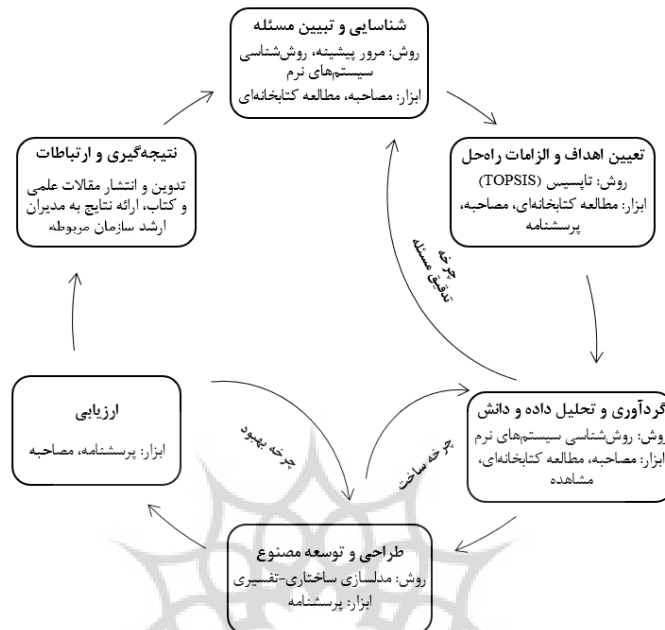 شناسایی و تبیین مسئله
روش: مرور پیشینه، روش‌شناسی
سیستم‌های نرم
ابزار: مصاحبه، مطالعه کتابخانه‌ای
تعیین اهداف و الزامات راه‌حل
روش: تاپسیس (TOPSIS)
ابزار: مطالعه کتابخانه‌ای، مصاحبه،
پرسشنامه
گردآوری و تحلیل داده و دانش
روش: روش‌شناسی سیستم‌های نرم
ابزار: مصاحبه، مطالعه کتابخانه‌ای،
مشاهده
طراحی و توسعه مصنوع
روش: مدلسازی ساختاری-تفسیری
ابزار: پرسشنامه
ارزیابی
ابزار: پرسشنامه، مصاحبه
نتیجه‌گیری و ارتباطات
تدوین و انتشار مقالات علمی
و کتاب، ارائه نتایج به مدیران
ارشد سازمان مربوطه
چرخه
تدقیق مسئله
چرخه ساخت
چرخه بهبود